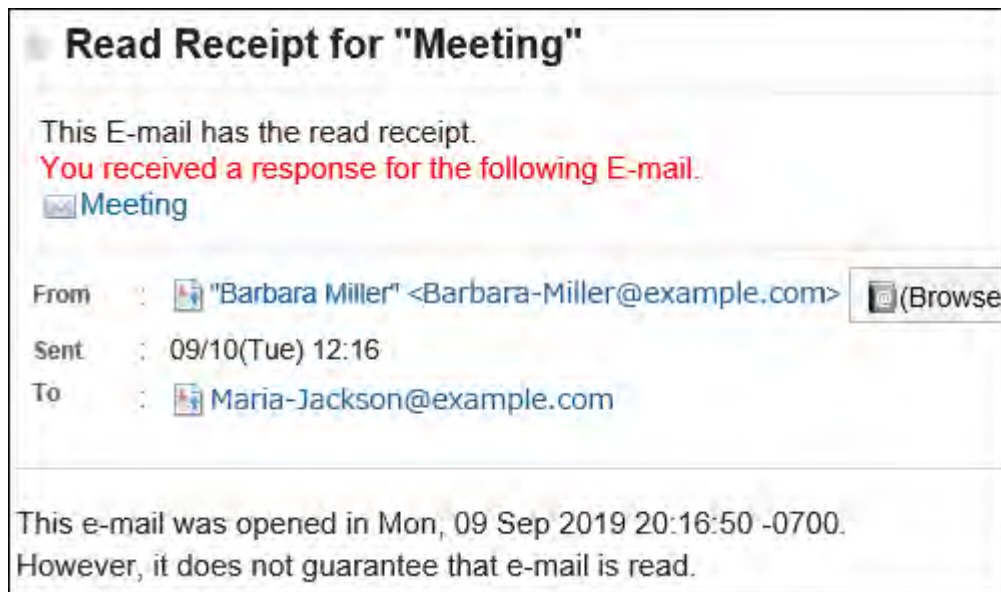 Read Receipt for "Meeting"
This E-mail has the read receipt.
You received a response for the following E-mail.
Meeting
From : "Barbara Miller" <Barbara-Miller@example.com> (Browse
Sent : 09/10(Tue) 12:16
To : Maria-Jackson@example.com
This e-mail was opened in Mon, 09 Sep 2019 20:16:50 -0700.
However, it does not guarantee that e-mail is read.